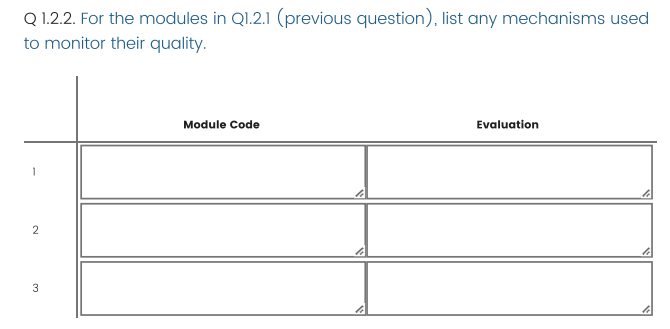 Q 1.2.2. For the modules in Q1.2.1 (previous question), list any mechanisms used
to monitor their quality.
Module Code Evaluation
1
2
3